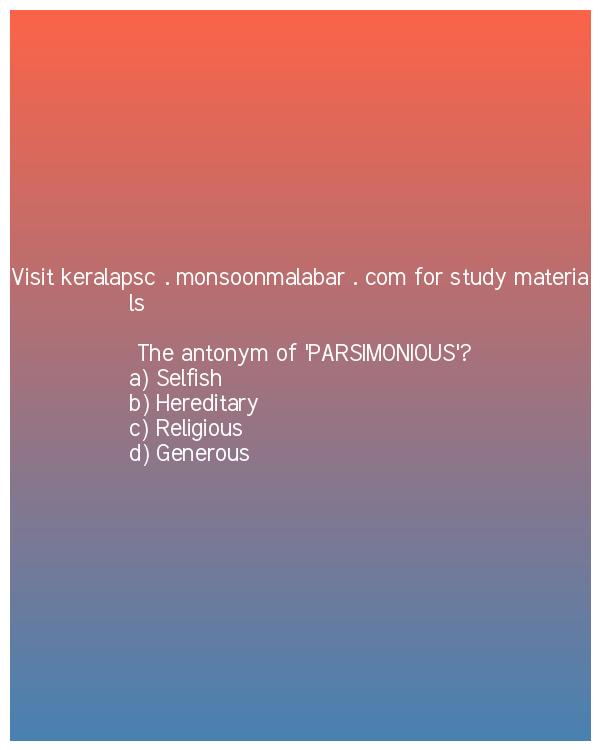 Visit keralapsc . monsoonmalabar . com for study materia
ls
The antonym of 'PARSIMONIOUS'?
a) Selfish
b) Hereditary
c) Religious
d) Generous